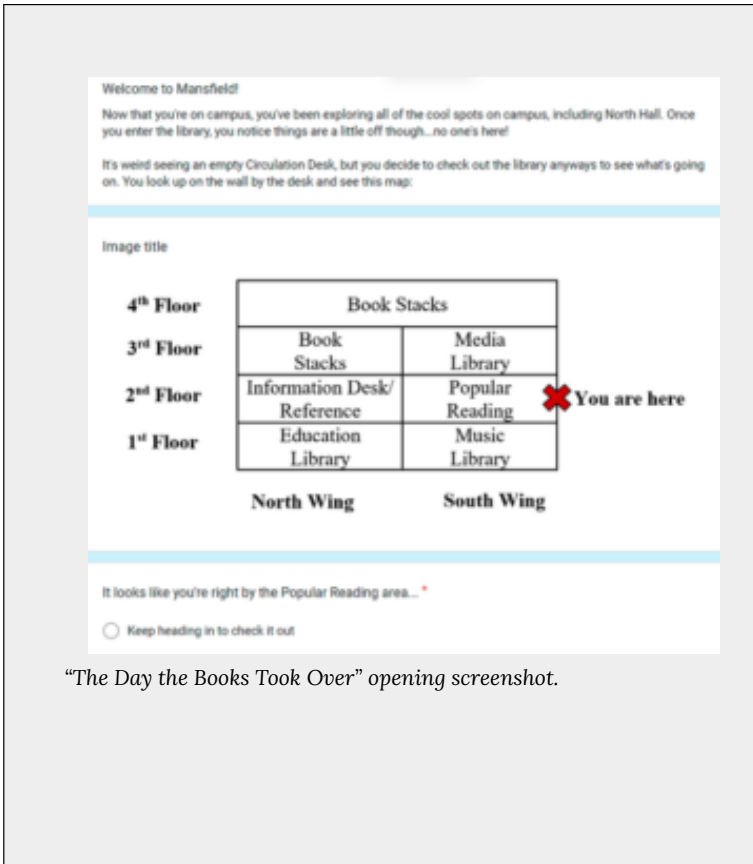 Welcome to Mansfield!
Now that you're on campus, you've been exploring all of the cool spots on campus, including North Hall. Once
you enter the library, you notice things are a little off though...no one's here!
It's weird seeing an empty Circulation Desk, but you decide to check out the library anyways to see what's going
on. You look up on the wall by the desk and see this map:
Image title
4th Floor Book Stacks
3rd Floor Book Stacks Media Library
2nd Floor Information Desk/ Reference Popular Reading You are here
1st Floor Education Library Music Library
North Wing South Wing
It looks like you're right by the Popular Reading area... *
Keep heading in to check it out
“The Day the Books Took Over” opening screenshot.